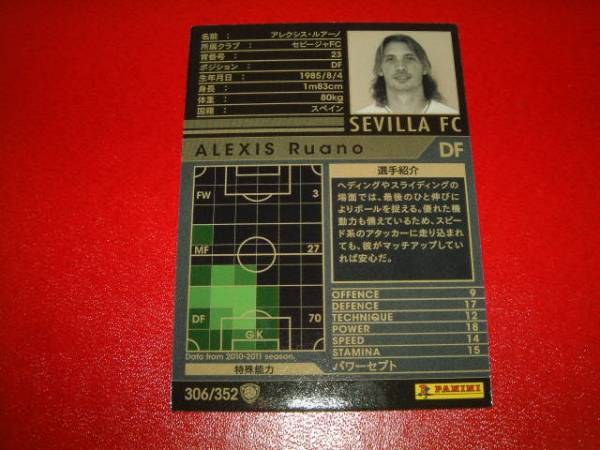 名前 : アレクシス・ルアーノ
所属クラブ : セビージャFC
背番号 : 23
ポジション : DF
生年月日 : 1985/8/4
身長 : 1m83cm
体重 : 80kg
国籍 : スペイン
SEVILLA FC
ALEXIS Ruano DF
FW 3
MF 27
DF 70
GK
Data from 2010-2011 season.
選手紹介
ヘディングやスライディングの
場面では、最後のひと伸びに
よりボールを捉える。優れた機
動力も備えているため、スピー
ド系のアタッカーに走り込まれ
ても、彼がマッチアップしてい
れば安心だ。
OFFENCE 9
DEFENCE 17
TECHNIQUE 12
POWER 18
SPEED 14
STAMINA 15
特殊能力 パワーセプト
306/352
PANINI